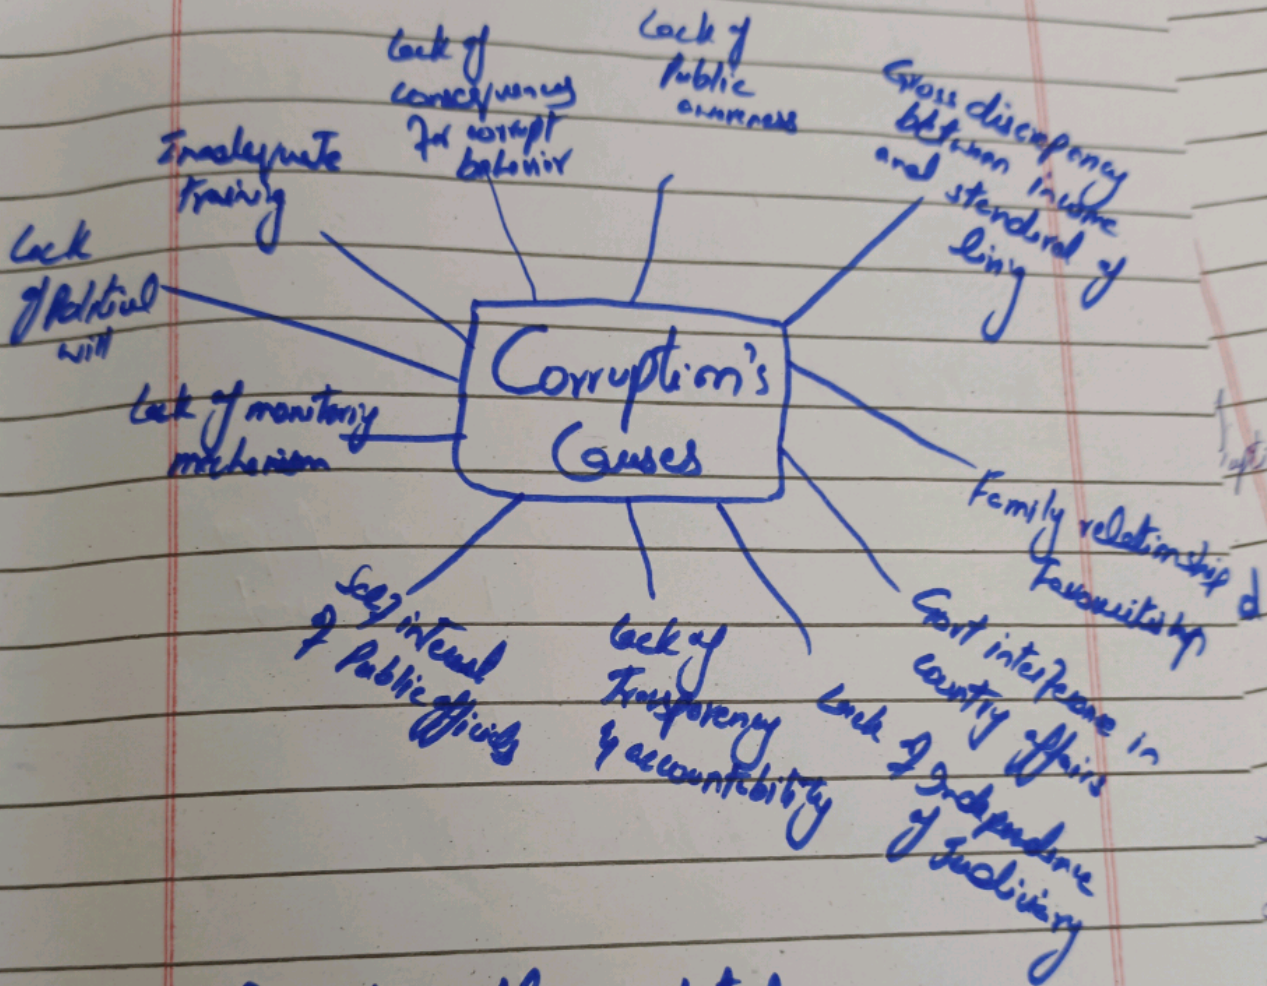 Lack of
consequences
for corrupt
behavior
Lack of
Public
awareness
Gross discrepency
between income
and standard of
living
Inadequate
Training
Lack
of Political
will
Lack of monitoring
mechanism
Corruption's
Causes
Family relationship
Favouritism
Govt interference in
country affairs
Lack of Independence
of Judiciary
Lack of
Transparency
& accountability
Self interest
of Public officials